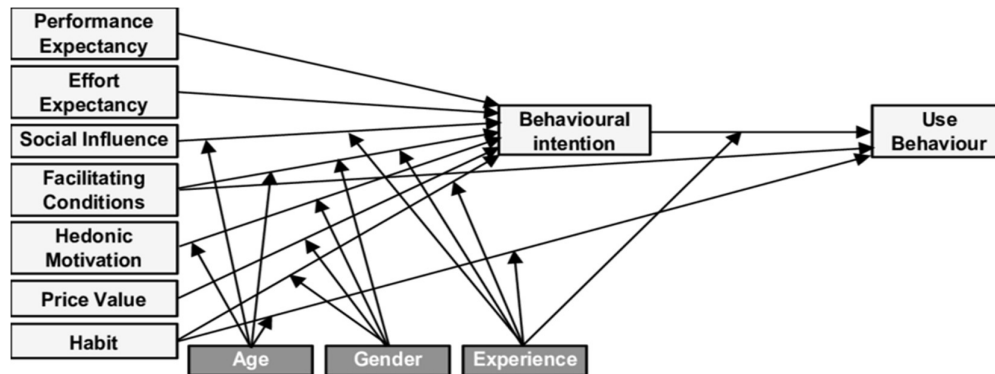 Performance
Expectancy
Effort
Expectancy
Social Influence
Facilitating
Conditions
Hedonic
Motivation
Price Value
Habit
Behavioural
intention
Use
Behaviour
Age
Gender
Experience